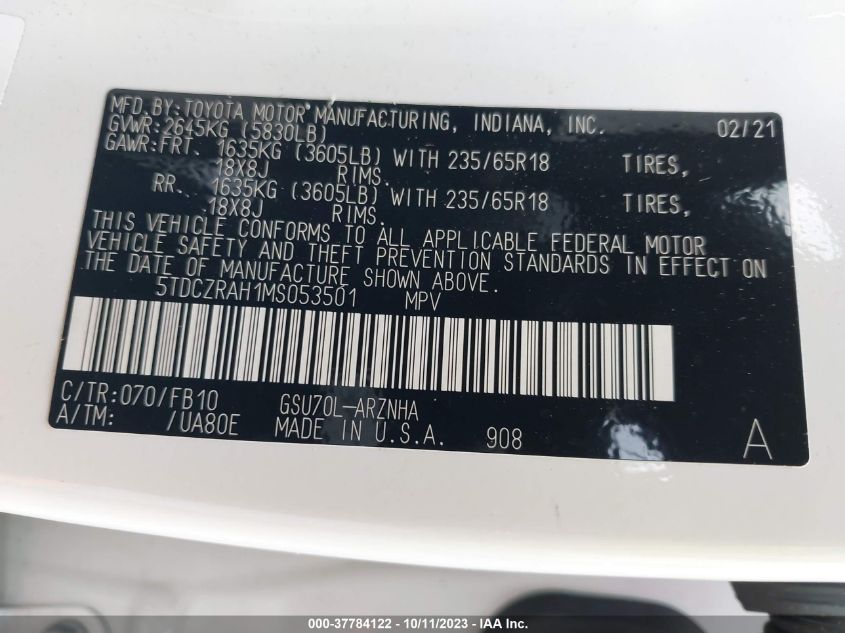 MFD. BY: TOYOTA MOTOR MANUFACTURING, INDIANA, INC. 02/21
GVWR: 2645KG (5830LB)
GAWR:FRT. 1635KG (3605LB) WITH 235/65R18 TIRES,
18X8J RIMS.
RR. 1635KG (3605LB) WITH 235/65R18 TIRES,
18X8J RIMS.
THIS VEHICLE CONFORMS TO ALL APPLICABLE FEDERAL MOTOR
VEHICLE SAFETY AND THEFT PREVENTION STANDARDS IN EFFECT ON
THE DATE OF MANUFACTURE SHOWN ABOVE.
5TDCZRAH1MS053501 MPV
C/TR:070/FB10 GSU70L-ARZNHA
A/TM: /UA80E MADE IN U.S.A. 908 A
000-37784122 - 10/11/2023 - IAA Inc.